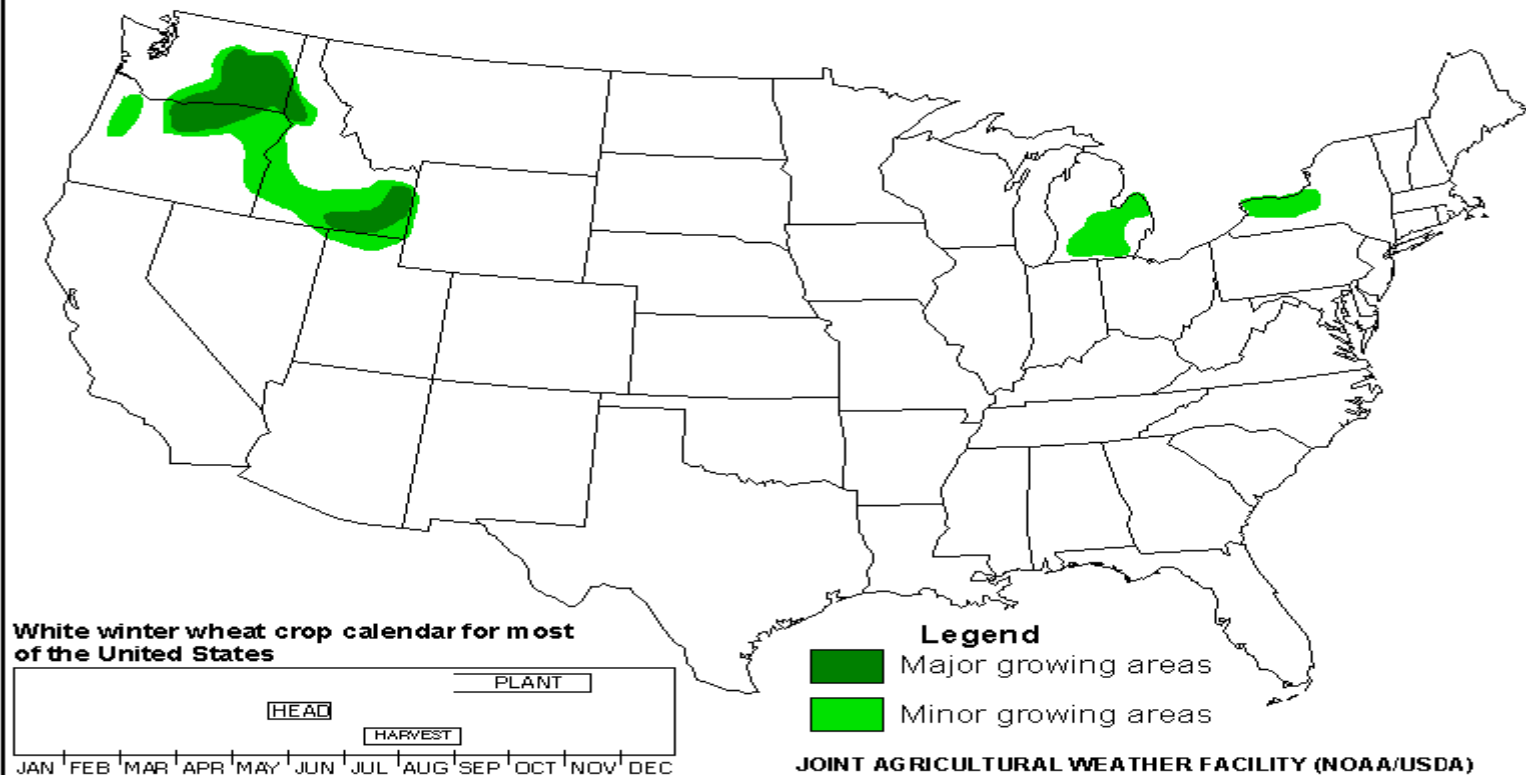 White winter wheat crop calendar for most
of the United States
PLANT
HEAD
HARVEST
JAN FEB MAR APR MAY JUN JUL AUG SEP OCT NOV DEC
Legend
Major growing areas
Minor growing areas
JOINT AGRICULTURAL WEATHER FACILITY (NOAA/USDA)